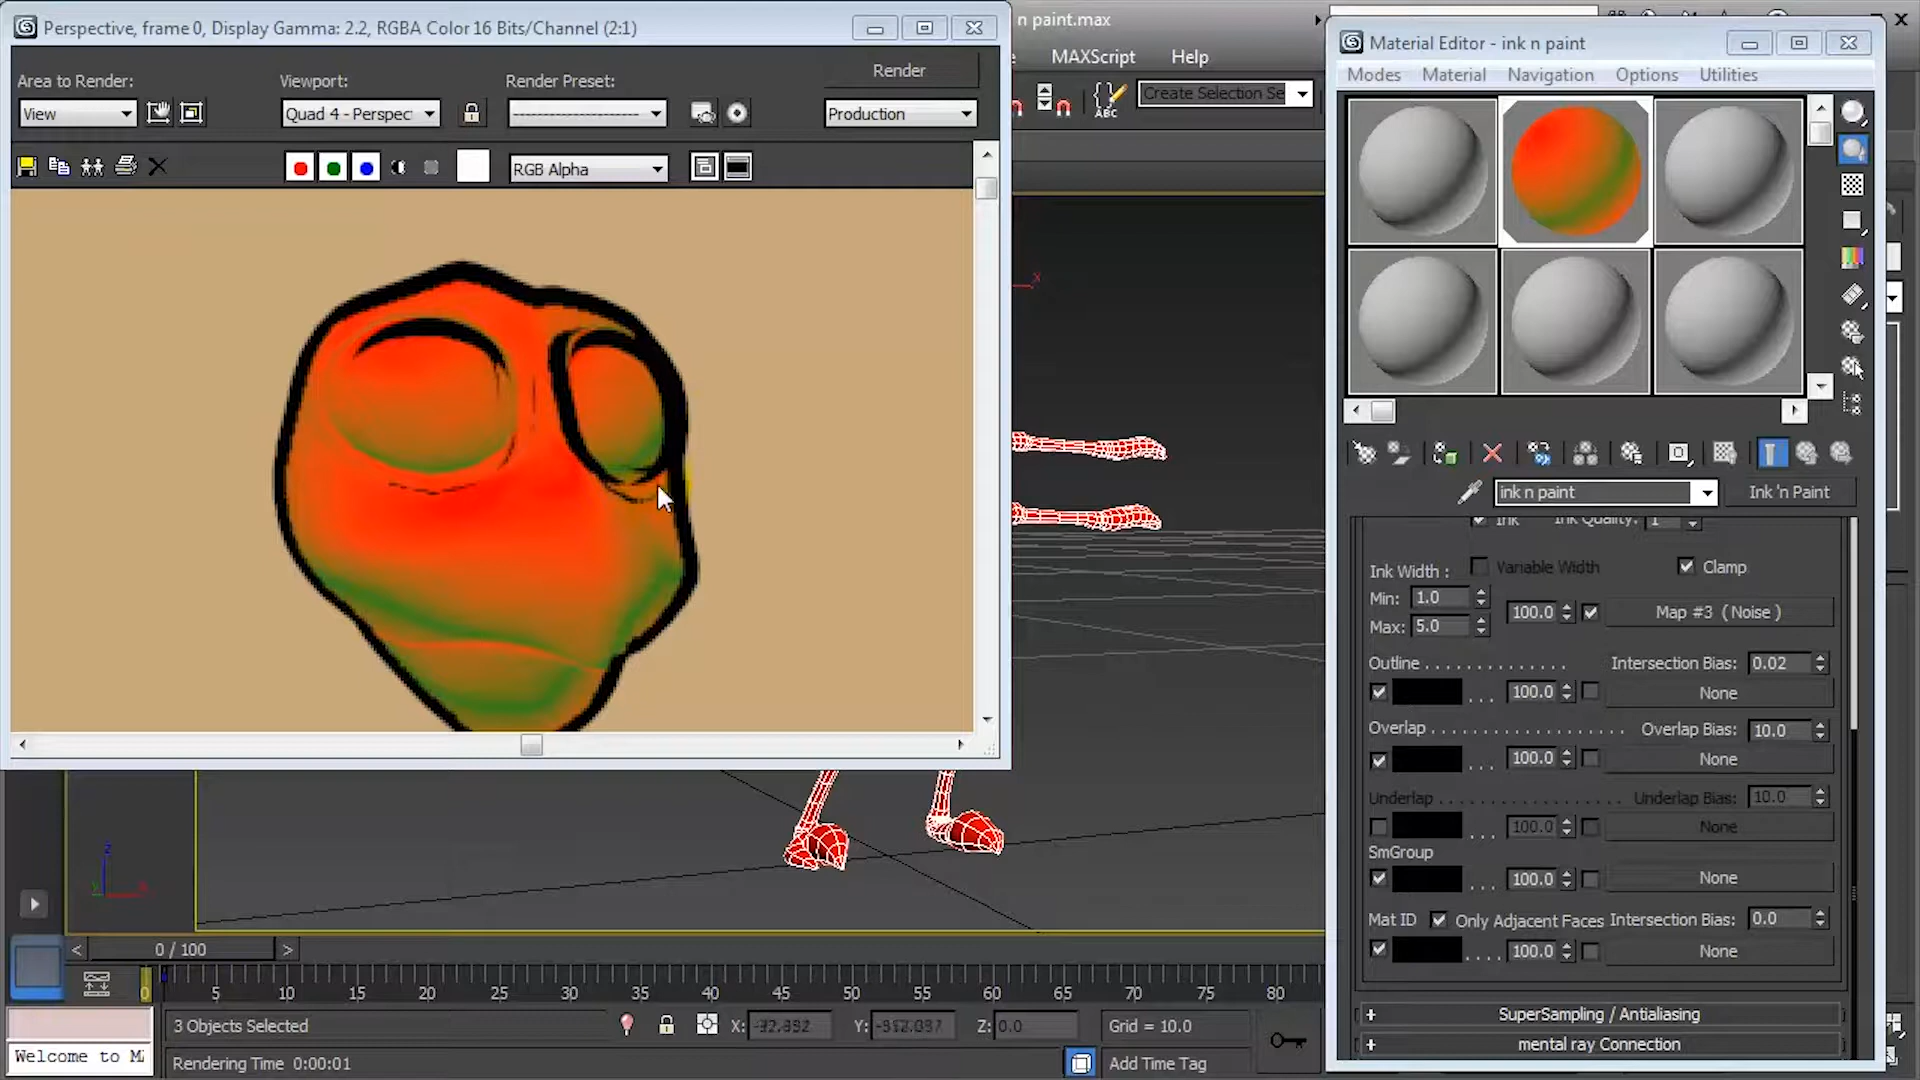 Perspective, frame 0, Display Gamma: 2.2, RGBA Color 16 Bits/Channel (2:1)
n paint.max
MAXScript
Help
Create Selection Se
ABC
Area to Render:
Viewport:
Render Preset:
Render
View
Quad 4 - Perspec
--------------------
Production
RGB Alpha
Material Editor - ink n paint
Modes
Material
Navigation
Options
Utilities
ink n paint
Ink 'n Paint
Ink
Ink Quality:
1
Ink Width :
Variable Width
Clamp
Min:
1.0
100.0
Map #3 ( Noise )
Max:
5.0
Outline . . . . . . . . . . . . . .
Intersection Bias:
0.02
. . .
100.0
None
Overlap . . . . . . . . . . . . . . . . . . . .
Overlap Bias:
10.0
. . .
100.0
None
Underlap . . . . . . . . . . . . . . . . . . .
Underlap Bias:
10.0
. . .
100.0
None
SmGroup
. . .
100.0
None
Mat ID
Only Adjacent Faces
Intersection Bias:
0.0
. . . .
100.0
None
+ SuperSampling / Antialiasing
+ mental ray Connection
x
z
< 0 / 100 >
0 5 10 15 20 25 30 35 40 45 50 55 60 65 70 75 80
3 Objects Selected
X:
Y:
Z:
0.0
Grid = 10.0
Welcome to M
Rendering Time 0:00:01
Add Time Tag